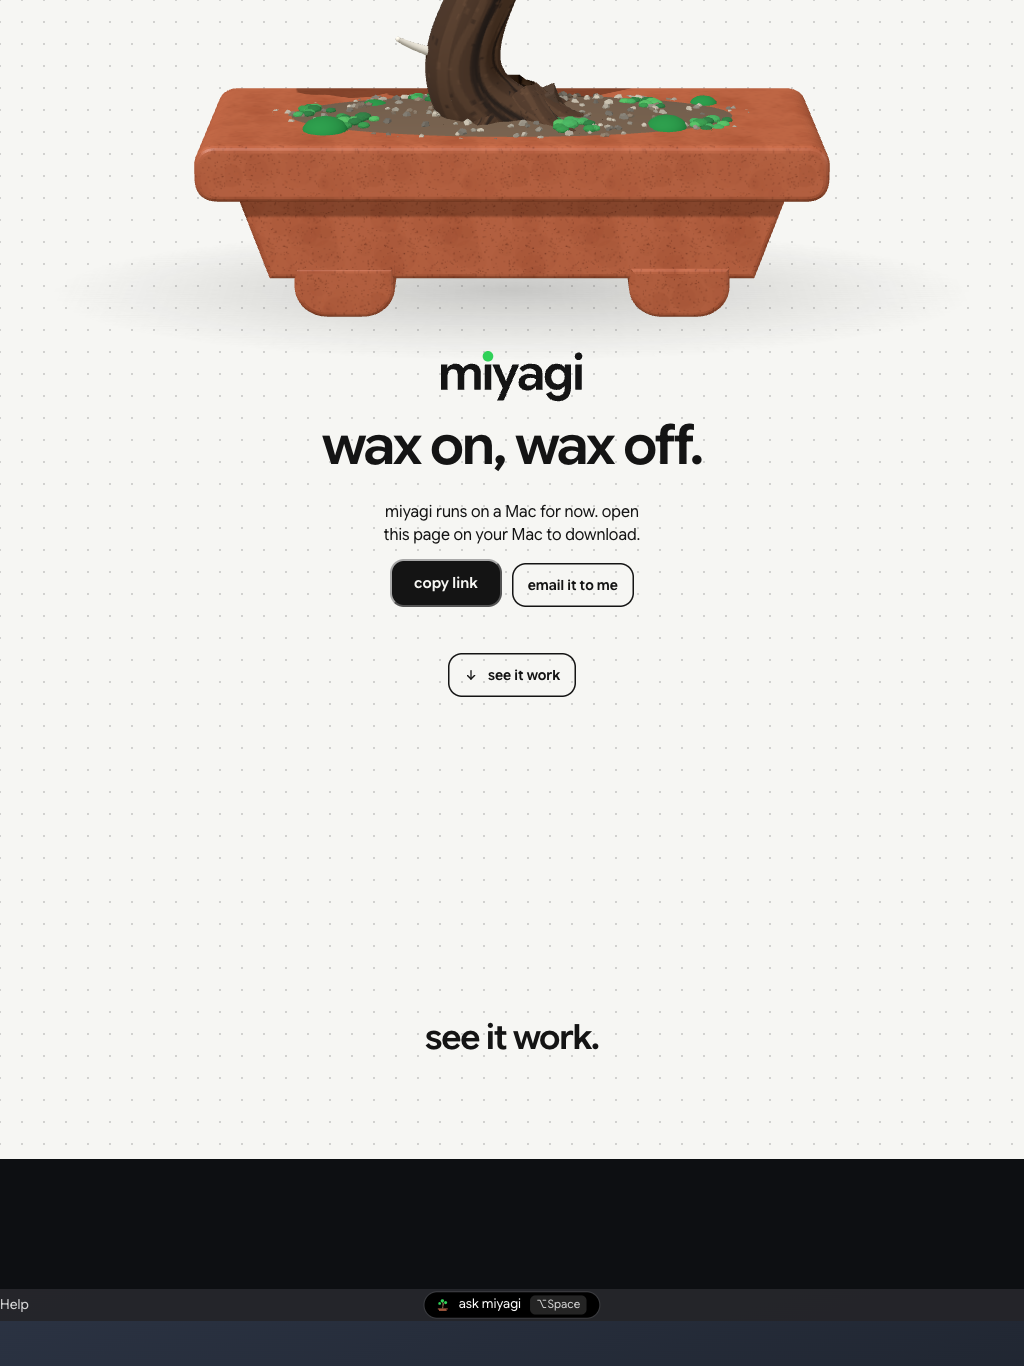 miyagi
wax on, wax off.
miyagi runs on a Mac for now. open
this page on your Mac to download.
copy link
email it to me
↓ see it work
see it work.
Help
ask miyagi ⌥Space